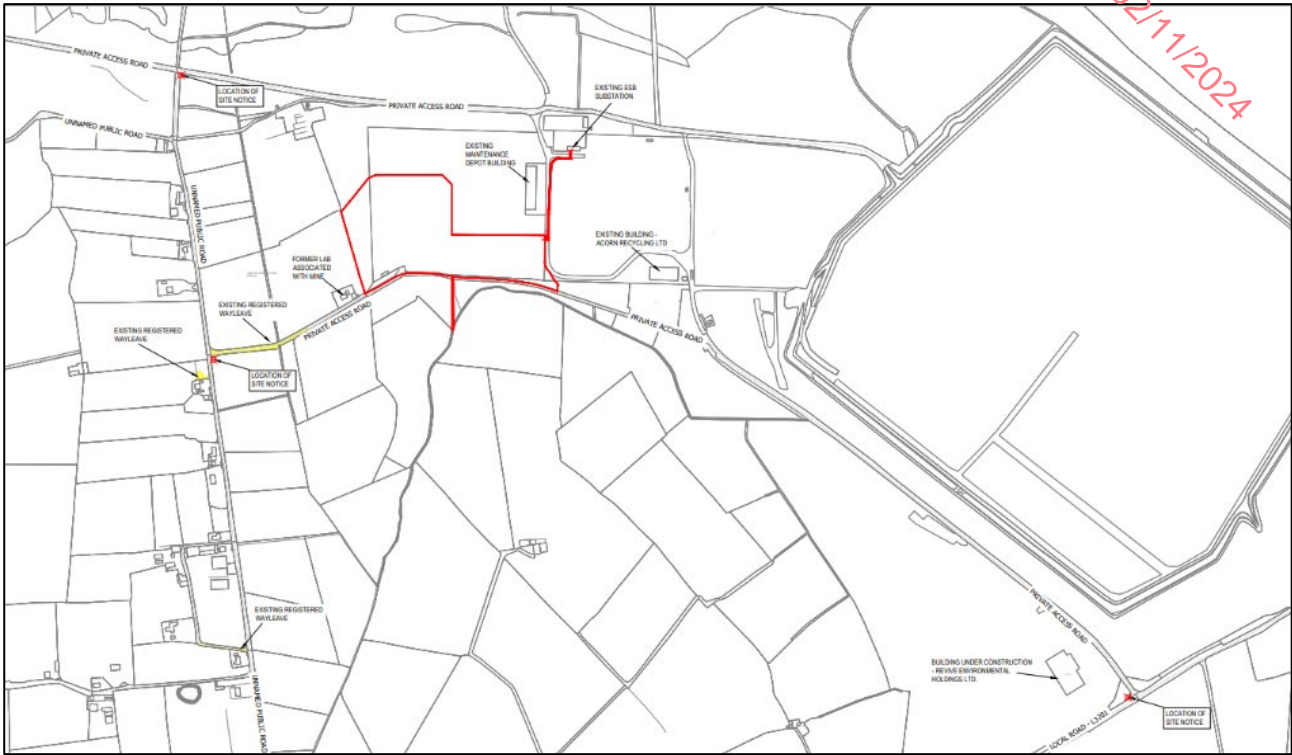 02/11/2024
PRIVATE ACCESS ROAD
LOCATION OF
SITE NOTICE
PRIVATE ACCESS ROAD
EXISTING ESB
SUBSTATION
UNNAMED PUBLIC ROAD
EXISTING
MAINTENANCE
DEPOT BUILDING
UNNAMED PUBLIC ROAD
EXISTING BUILDING -
ACORN RECYCLING LTD
FORMER LAB
ASSOCIATED
WITH MINE
EXISTING REGISTERED
WAYLEAVE
PRIVATE ACCESS ROAD
PRIVATE ACCESS ROAD
EXISTING REGISTERED
WAYLEAVE
LOCATION OF
SITE NOTICE
EXISTING REGISTERED
WAYLEAVE
PRIVATE ACCESS ROAD
BUILDING UNDER CONSTRUCTION
- REVIVE ENVIRONMENTAL
HOLDINGS LTD.
UNNAMED PUBLIC ROAD
LOCATION OF
SITE NOTICE
LOCAL ROAD -